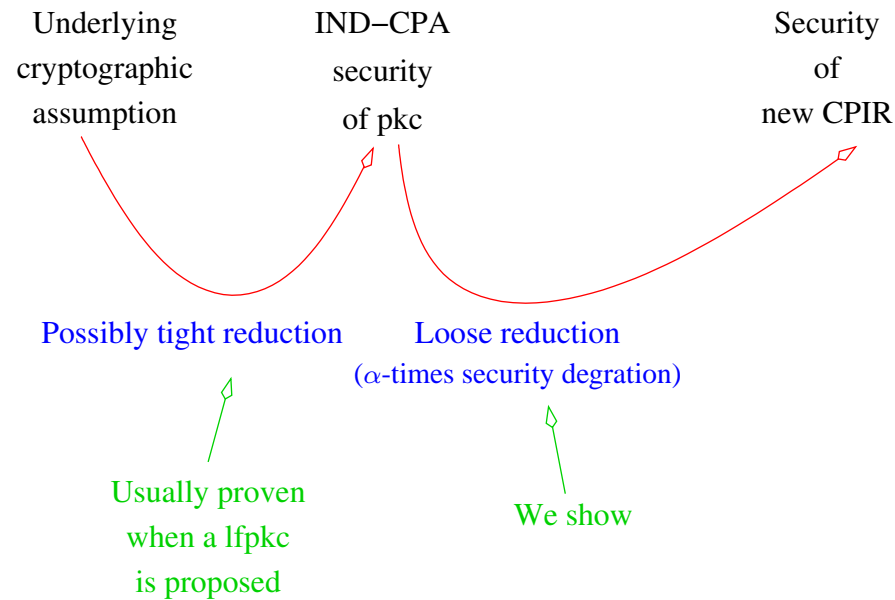 Underlying
cryptographic
assumption
IND−CPA
security
of pkc
Security
of
new CPIR
Possibly tight reduction
Loose reduction
(α-times security degration)
Usually proven
when a lfpkc
is proposed
We show